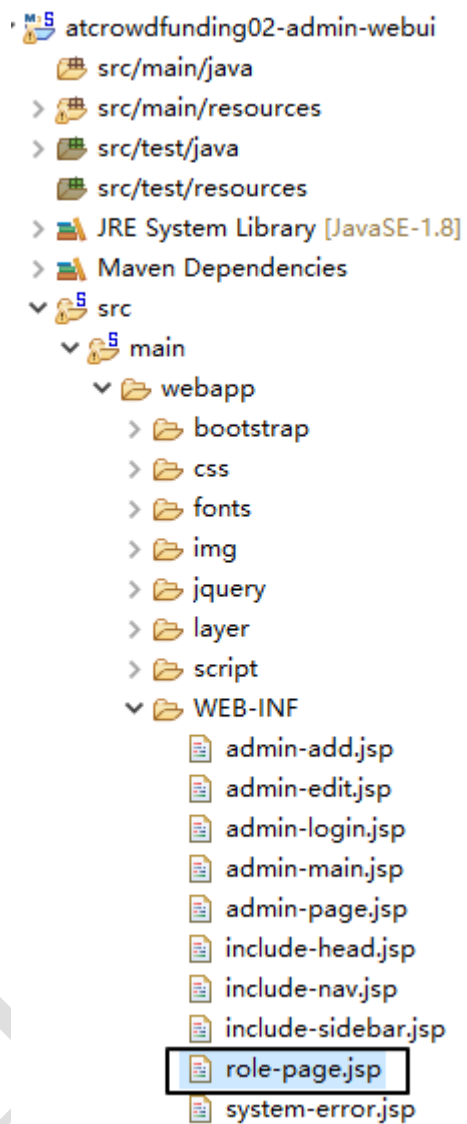 atcrowdfunding02-admin-webui
src/main/java
src/main/resources
src/test/java
src/test/resources
JRE System Library [JavaSE-1.8]
Maven Dependencies
src
main
webapp
bootstrap
css
fonts
img
jquery
layer
script
WEB-INF
admin-add.jsp
admin-edit.jsp
admin-login.jsp
admin-main.jsp
admin-page.jsp
include-head.jsp
include-nav.jsp
include-sidebar.jsp
role-page.jsp
system-error.jsp